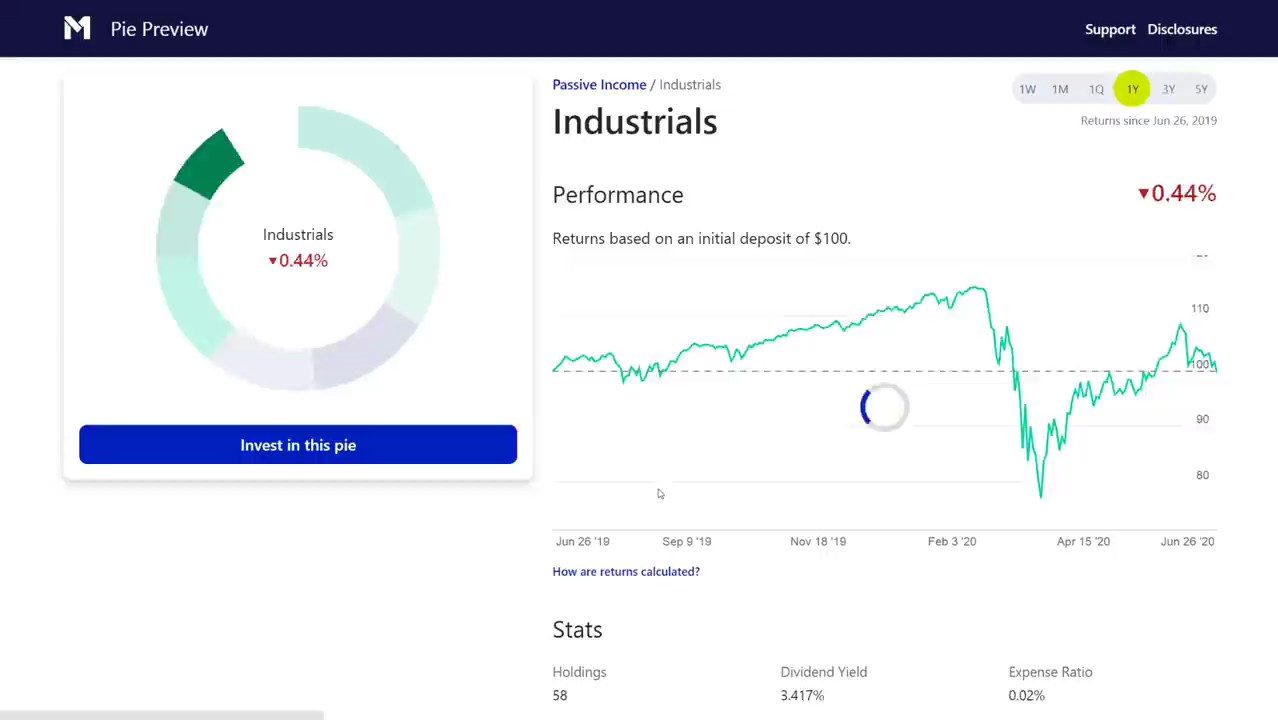 Pie Preview
Support Disclosures
Passive Income / Industrials
1W 1M 1Q 1Y 3Y 5Y
Industrials
Returns since Jun 26, 2019
Performance
▼0.44%
Returns based on an initial deposit of $100.
Industrials
▼0.44%
Invest in this pie
110
100
90
80
Jun 26 '19 Sep 9 '19 Nov 18 '19 Feb 3 '20 Apr 15 '20 Jun 26 '20
How are returns calculated?
Stats
Holdings Dividend Yield Expense Ratio
58 3.417% 0.02%